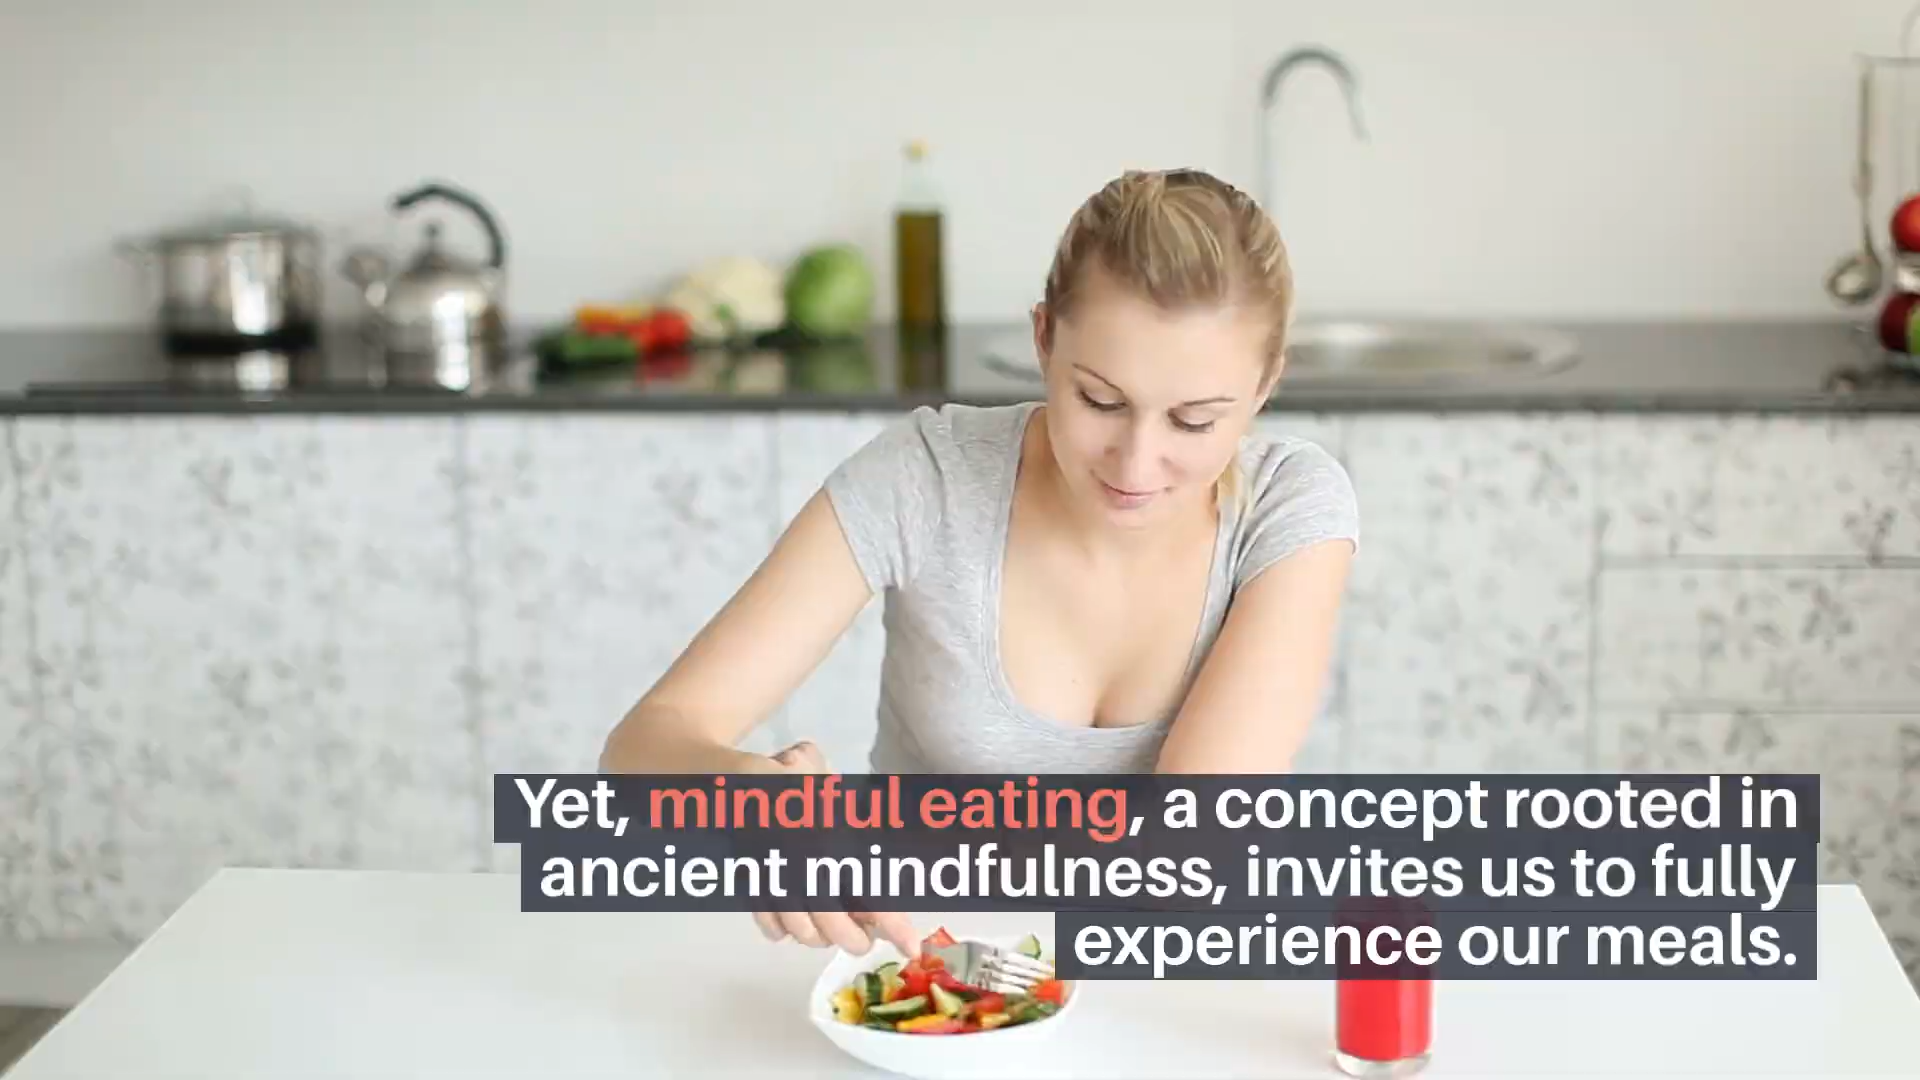 Yet, mindful eating, a concept rooted in
ancient mindfulness, invites us to fully
experience our meals.